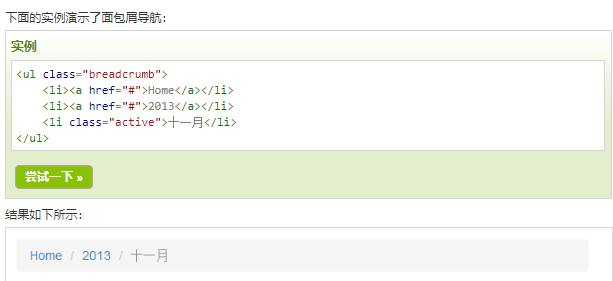 下面的实例演示了面包屑导航：
实例
<ul class="breadcrumb">
    <li><a href="#">Home</a></li>
    <li><a href="#">2013</a></li>
    <li class="active">十一月</li>
</ul>
尝试一下 »
结果如下所示：
Home / 2013 / 十一月